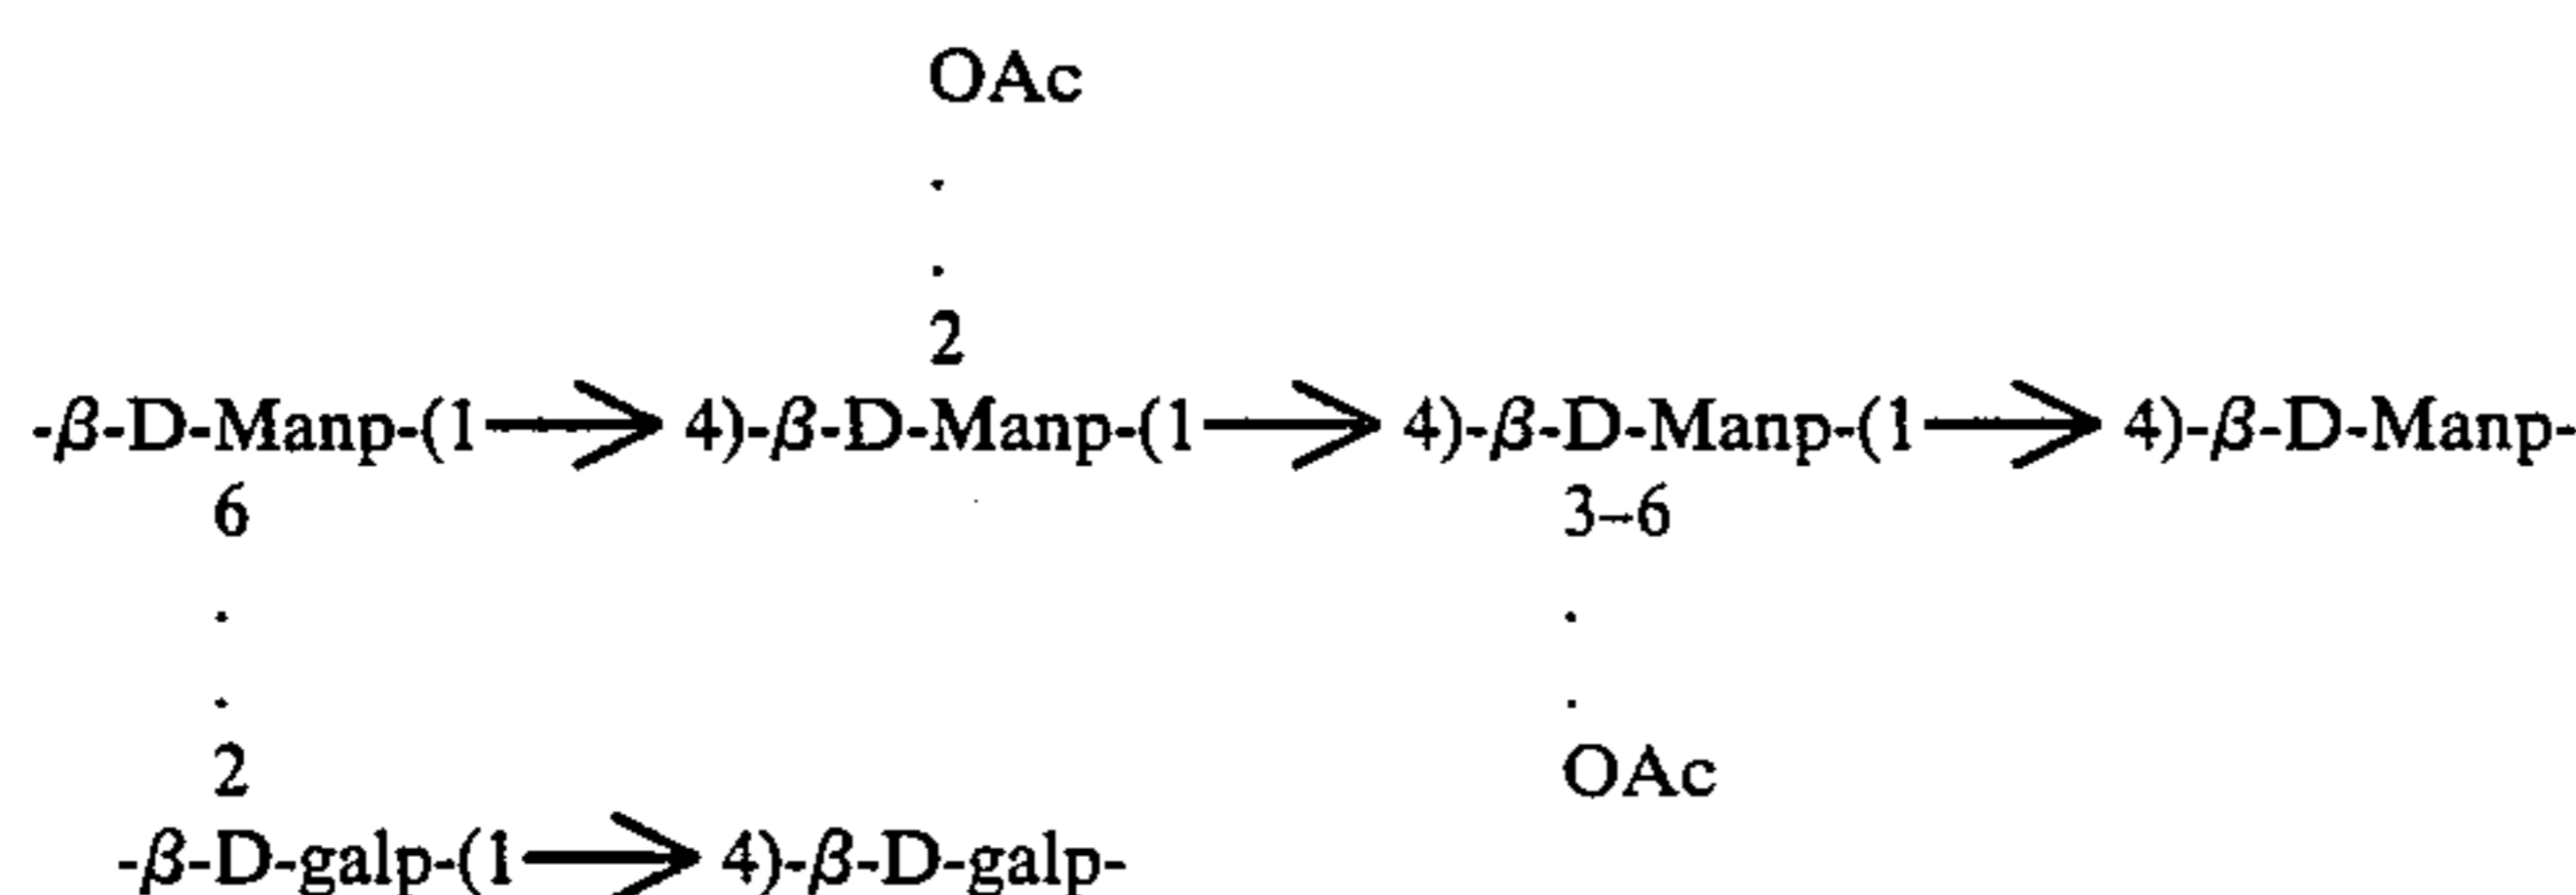 OAc
.
.
2
-β-D-Manp-(1→4)-β-D-Manp-(1→4)-β-D-Manp-(1→4)-β-D-Manp-
6 3-6
. .
. .
2 OAc
-β-D-galp-(1→4)-β-D-galp-